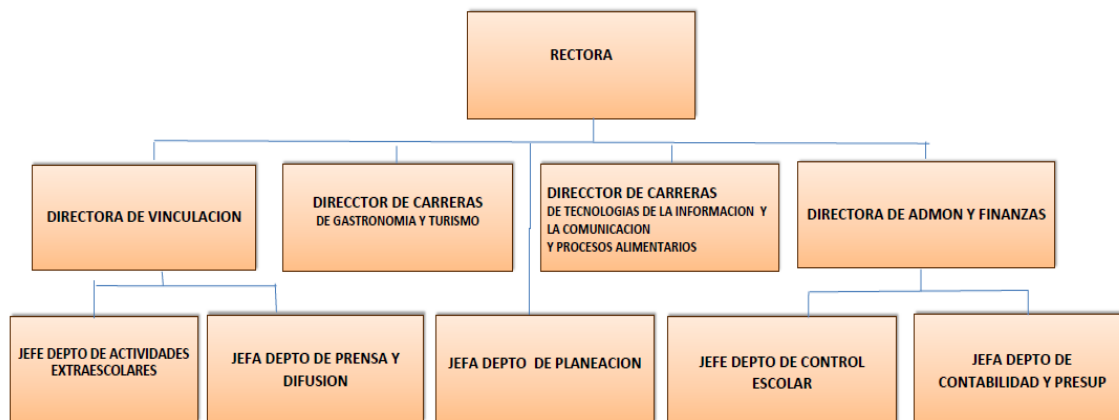 RECTORA
DIRECTORA DE VINCULACION
DIRECCTOR DE CARRERAS
DE GASTRONOMIA Y TURISMO
DIRECCTOR DE CARRERAS
DE TECNOLOGIAS DE LA INFORMACION Y
LA COMUNICACION
Y PROCESOS ALIMENTARIOS
DIRECTORA DE ADMON Y FINANZAS
JEFE DEPTO DE ACTIVIDADES
EXTRAESCOLARES
JEFA DEPTO DE PRENSA Y
DIFUSION
JEFA DEPTO DE PLANEACION
JEFE DEPTO DE CONTROL
ESCOLAR
JEFA DEPTO DE
CONTABILIDAD Y PRESUP